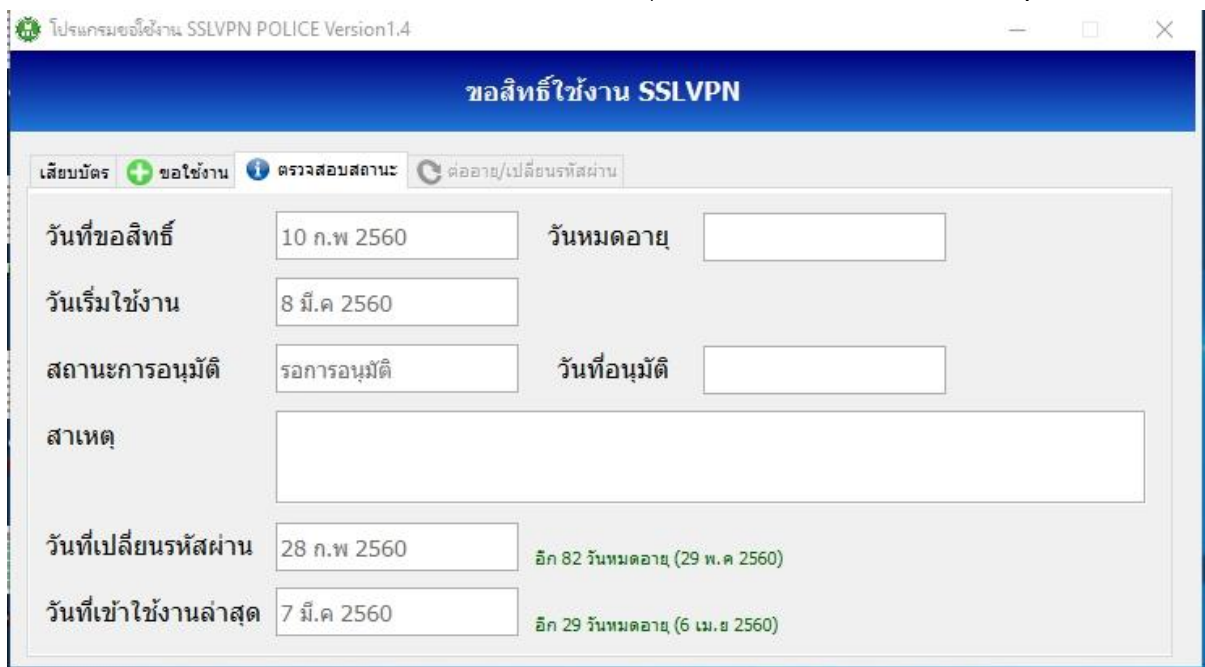 โปรแกรมขอใช้งาน SSLVPN POLICE Version1.4
ขอสิทธิ์ใช้งาน SSLVPN
เสียบบัตร ขอใช้งาน ตรวจสอบสถานะ ต่ออายุ/เปลี่ยนรหัสผ่าน
วันที่ขอสิทธิ์ 10 ก.พ 2560 วันหมดอายุ
วันเริ่มใช้งาน 8 มี.ค 2560
สถานะการอนุมัติ รอการอนุมัติ วันที่อนุมัติ
สาเหตุ
วันที่เปลี่ยนรหัสผ่าน 28 ก.พ 2560 อีก 82 วันหมดอายุ (29 พ.ค 2560)
วันที่เข้าใช้งานล่าสุด 7 มี.ค 2560 อีก 29 วันหมดอายุ (6 เม.ย 2560)